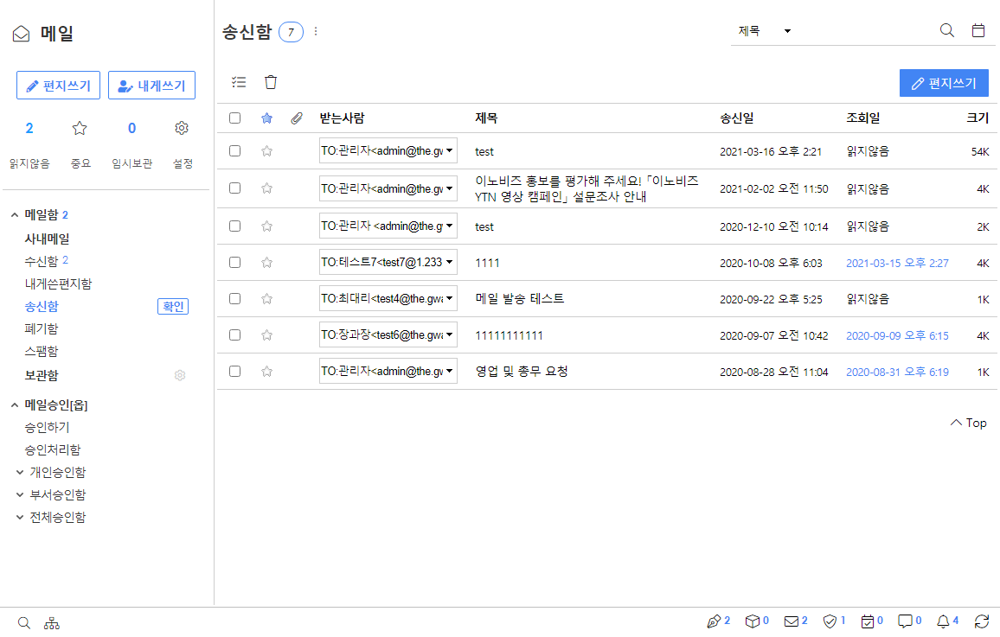 메일
편지쓰기 내게쓰기
2 0
읽지않음 중요 임시보관 설정
메일함 2
사내메일
수신함 2
내게쓴편지함
송신함 확인
폐기함
스팸함
보관함
메일승인[옵]
승인하기
승인처리함
개인승인함
부서승인함
전체승인함
송신함 7
제목
편지쓰기
받는사람 제목 송신일 조회일 크기
TO:관리자<admin@the.gw test 2021-03-16 오후 2:21 읽지않음 54K
TO:관리자<admin@the.gw 이노비즈 홍보를 평가해 주세요! 「이노비즈
YTN 영상 캠페인」 설문조사 안내 2021-02-02 오전 11:50 읽지않음 4K
TO:관리자 <admin@the.g test 2020-12-10 오전 10:14 읽지않음 2K
TO:테스트7<test7@1.233 1111 2020-10-08 오후 6:03 2021-03-15 오후 2:27 4K
TO:최대리<test4@the.gw 메일 발송 테스트 2020-09-22 오후 5:25 읽지않음 1K
TO:장과장<test6@the.gw 11111111111 2020-09-07 오전 10:42 2020-09-09 오후 6:15 4K
TO:관리자<admin@the.gw 영업 및 총무 요청 2020-08-28 오전 11:04 2020-08-31 오후 6:19 1K
Top
2 0 2 1 0 0 4